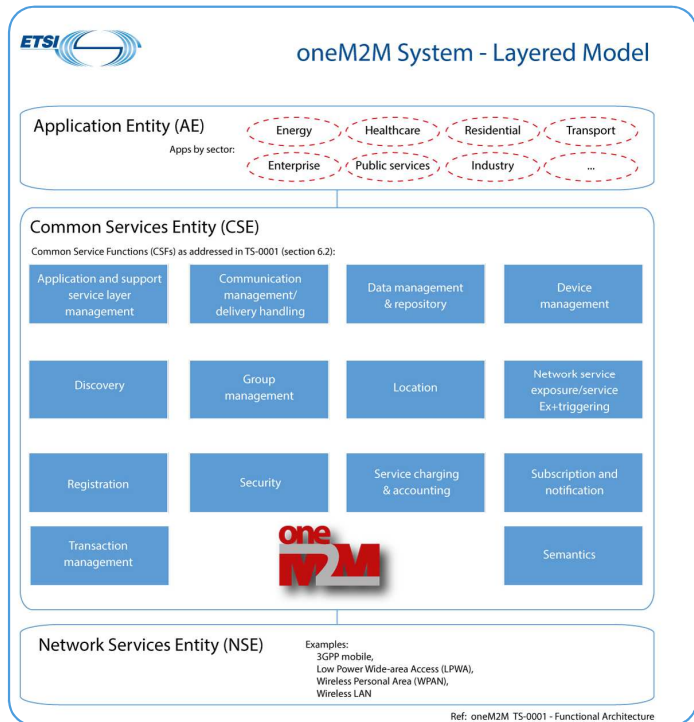 ETSI
oneM2M System - Layered Model
Application Entity (AE)
Apps by sector:
Energy
Healthcare
Residential
Transport
Enterprise
Public services
Industry
...
Common Services Entity (CSE)
Common Service Functions (CSFs) as addressed in TS-0001 (section 6.2):
Application and support
service layer
management
Communication
management/
delivery handling
Data management
& repository
Device
management
Discovery
Group
management
Location
Network service
exposure/service
Ex+triggering
Registration
Security
Service charging
& accounting
Subscription and
notification
Transaction
management
one
M2M
Semantics
Network Services Entity (NSE)
Examples:
3GPP mobile,
Low Power Wide-area Access (LPWA),
Wireless Personal Area (WPAN),
Wireless LAN
Ref: oneM2M TS-0001 - Functional Architecture